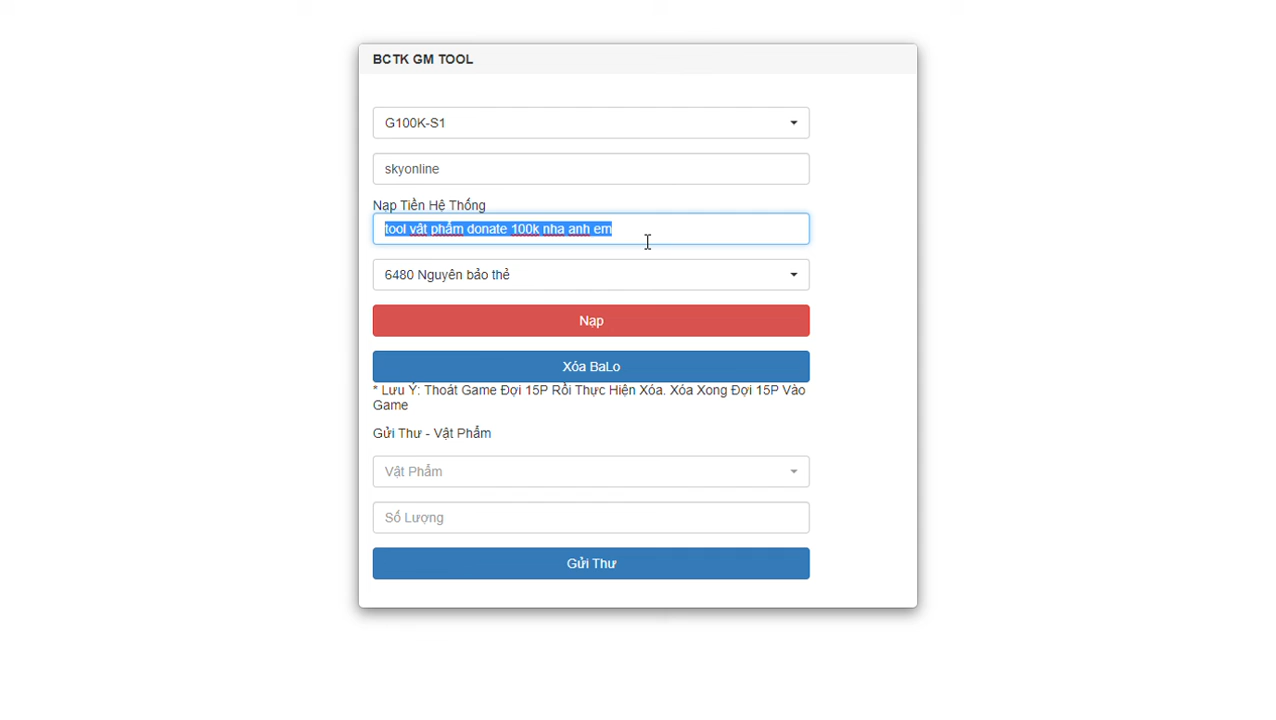 BCTK GM TOOL
G100K-S1
skyonline
Nạp Tiền Hệ Thống
tool vật phẩm donate 100k nha anh em
6480 Nguyên bảo thẻ
Nạp
Xóa BaLo
* Lưu Ý: Thoát Game Đợi 15P Rồi Thực Hiện Xóa. Xóa Xong Đợi 15P Vào
Game
Gửi Thư - Vật Phẩm
Vật Phẩm
Số Lượng
Gửi Thư